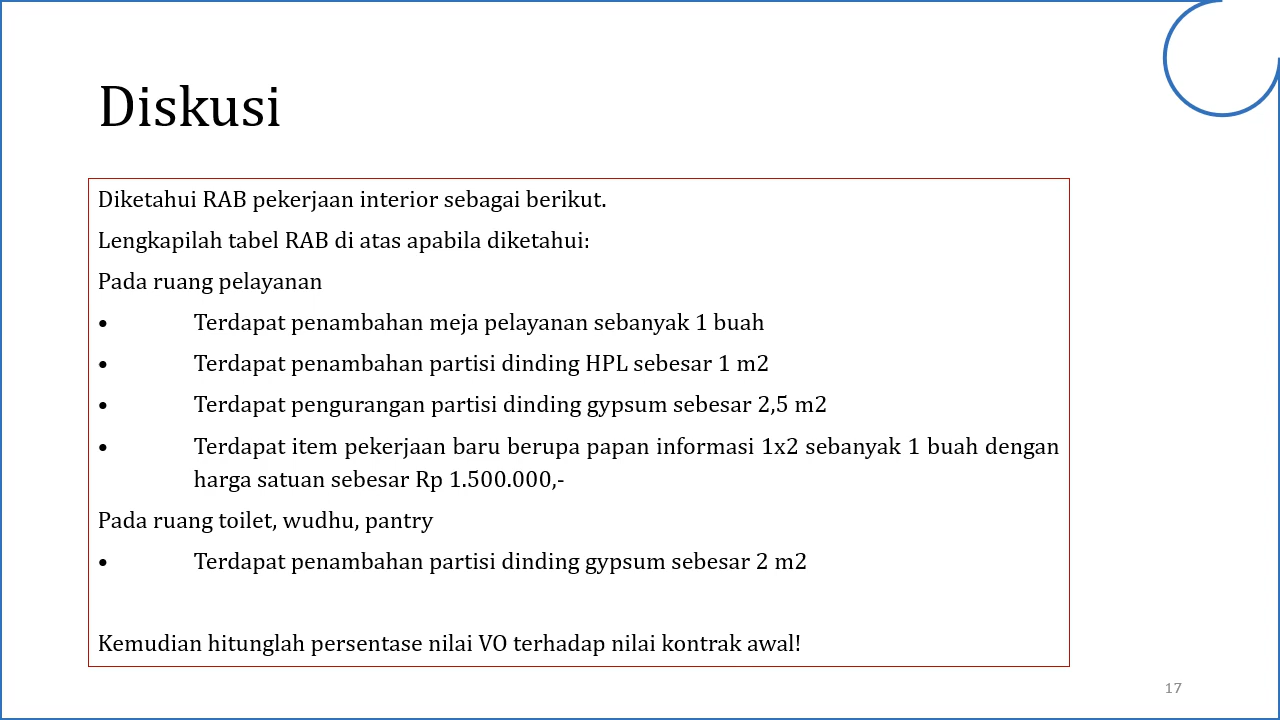 Diskusi
Diketahui RAB pekerjaan interior sebagai berikut.
Lengkapilah tabel RAB di atas apabila diketahui:
Pada ruang pelayanan
• Terdapat penambahan meja pelayanan sebanyak 1 buah
• Terdapat penambahan partisi dinding HPL sebesar 1 m2
• Terdapat pengurangan partisi dinding gypsum sebesar 2,5 m2
• Terdapat item pekerjaan baru berupa papan informasi 1x2 sebanyak 1 buah dengan
harga satuan sebesar Rp 1.500.000,-
Pada ruang toilet, wudhu, pantry
• Terdapat penambahan partisi dinding gypsum sebesar 2 m2
Kemudian hitunglah persentase nilai VO terhadap nilai kontrak awal!
17